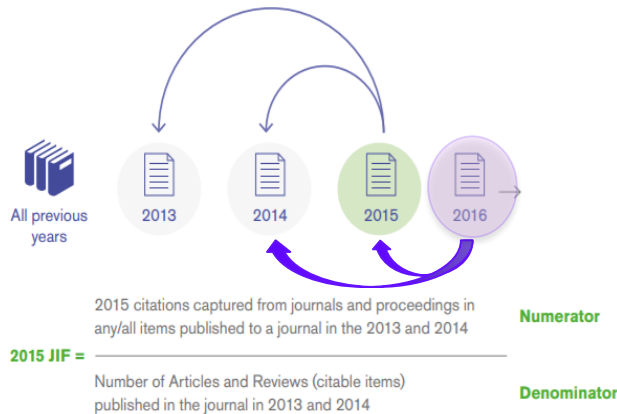 All previous
years
2013
2014
2015
2016
2015 citations captured from journals and proceedings in
any/all items published to a journal in the 2013 and 2014
Numerator
2015 JIF =
Number of Articles and Reviews (citable items)
published in the journal in 2013 and 2014
Denominator